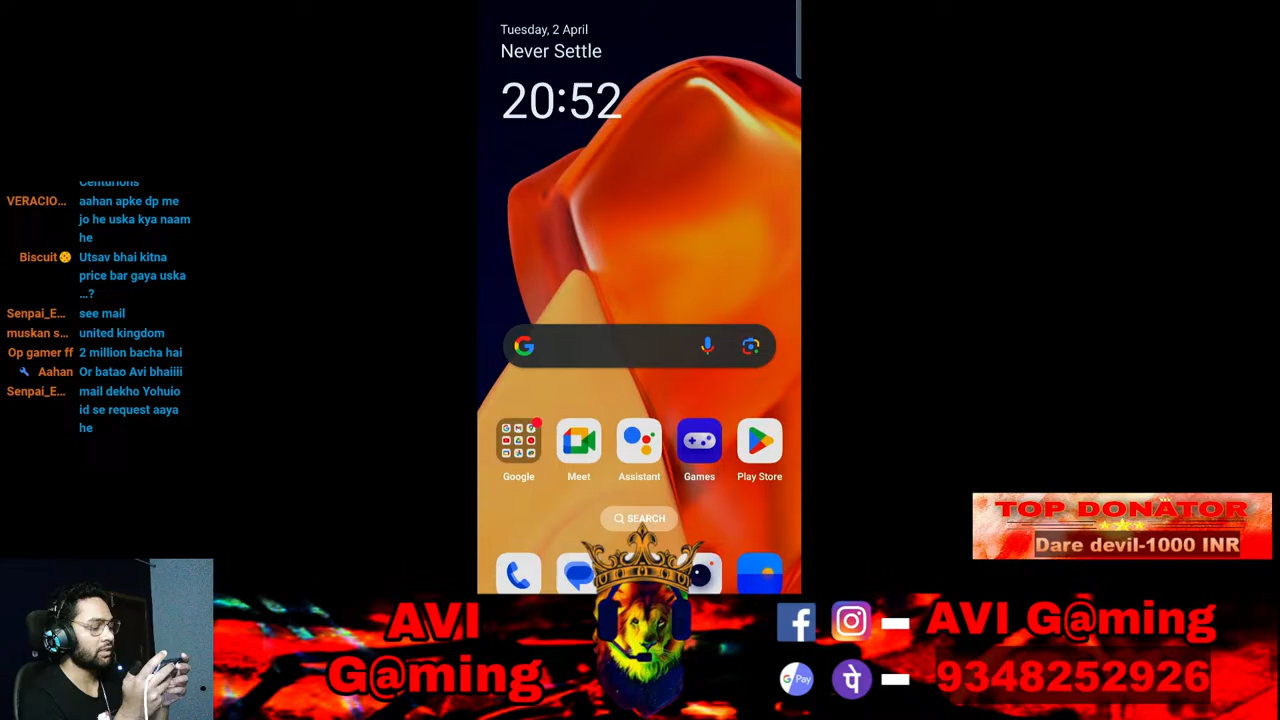 Tuesday, 2 April
Never Settle
20:52
Centurions
VERACIO... aahan apke dp me
jo he uska kya naam
he
Biscuit Utsav bhai kitna
price bar gaya uska
...?
Senpai_E... see mail
muskan s... united kingdom
Op gamer ff 2 million bacha hai
Aahan Or batao Avi bhaiiii
Senpai_E... mail dekho Yohuio
id se request aaya
he
Google
Meet
Assistant
Games
Play Store
SEARCH
TOP DONATOR
Dare devil-1000 INR
AVI
G@ming
AVI G@ming
G Pay
9348252926